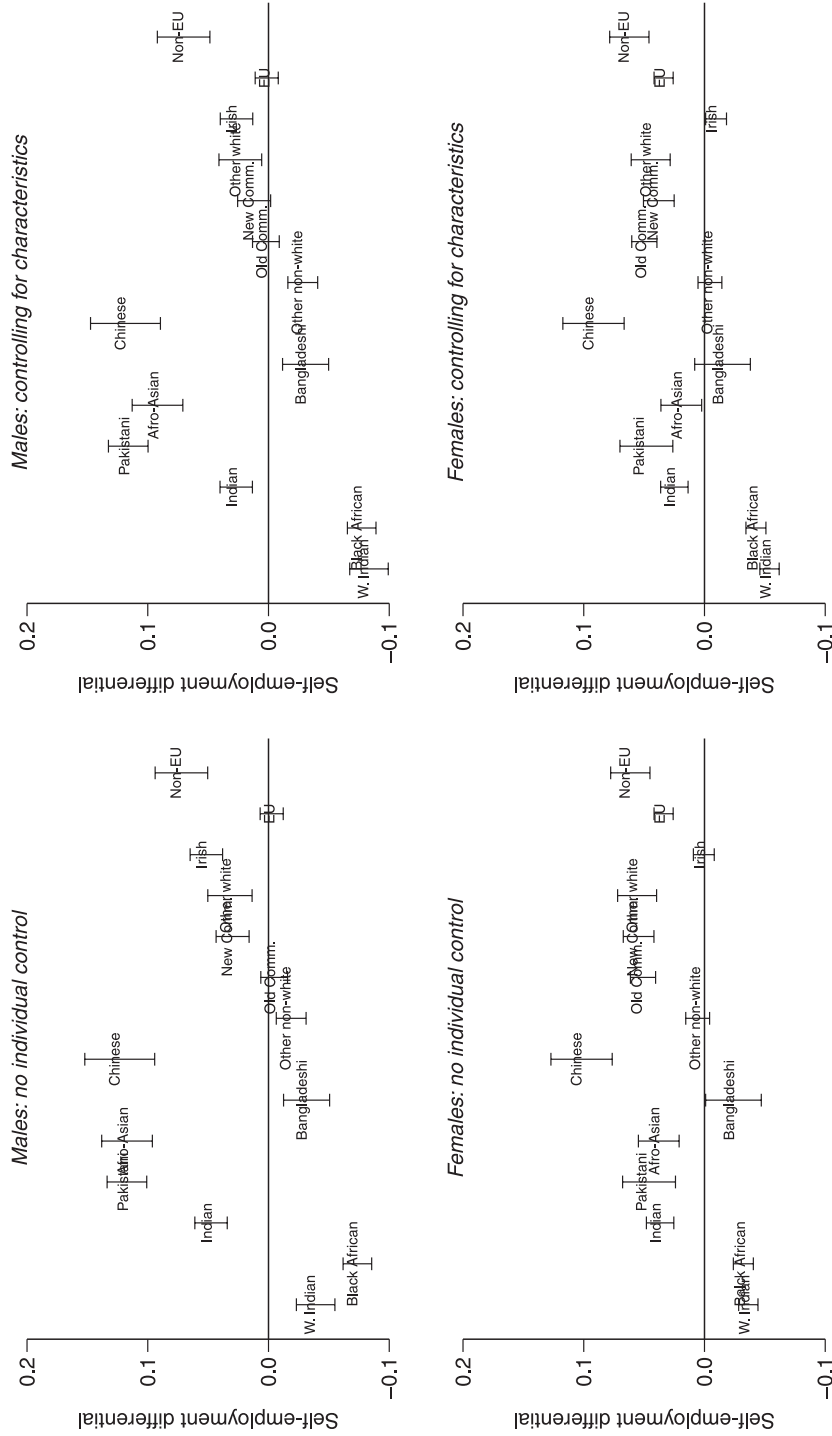 Males: no individual control
Self-employment differential
0.2
0.1
0.0
−0.1
W. Indian
Black African
Indian
Pakistani
Afro-Asian
Bangladeshi
Chinese
Other non-white
Old Comm.
New Comm.
Other white
Irish
EU
Non-EU
Males: controlling for characteristics
Self-employment differential
0.2
0.1
0.0
−0.1
W. Indian
Black African
Indian
Pakistani
Afro-Asian
Bangladeshi
Chinese
Other non-white
Old Comm.
New Comm.
Other white
Irish
EU
Non-EU
Females: no individual control
Self-employment differential
0.2
0.1
0.0
−0.1
W. Indian
Black African
Indian
Pakistani
Afro-Asian
Bangladeshi
Chinese
Other non-white
Old Comm.
New Comm.
Other white
Irish
EU
Non-EU
Females: controlling for characteristics
Self-employment differential
0.2
0.1
0.0
−0.1
W. Indian
Black African
Indian
Pakistani
Afro-Asian
Bangladeshi
Chinese
Other non-white
Old Comm.
New Comm.
Other white
Irish
EU
Non-EU